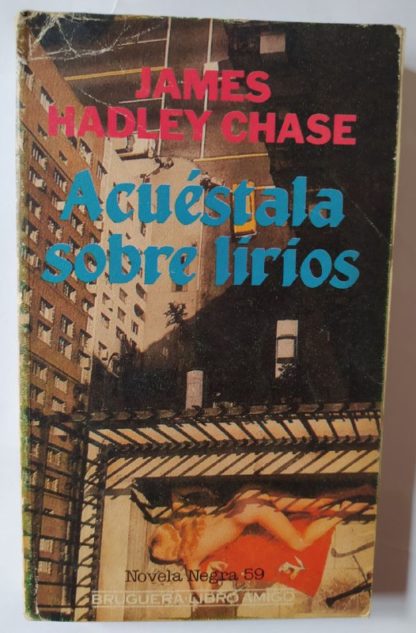 JAMES
HADLEY CHASE
Acuéstala
sobre lirios
Novela Negra 59
BRUGUERA·LIBRO AMIGO